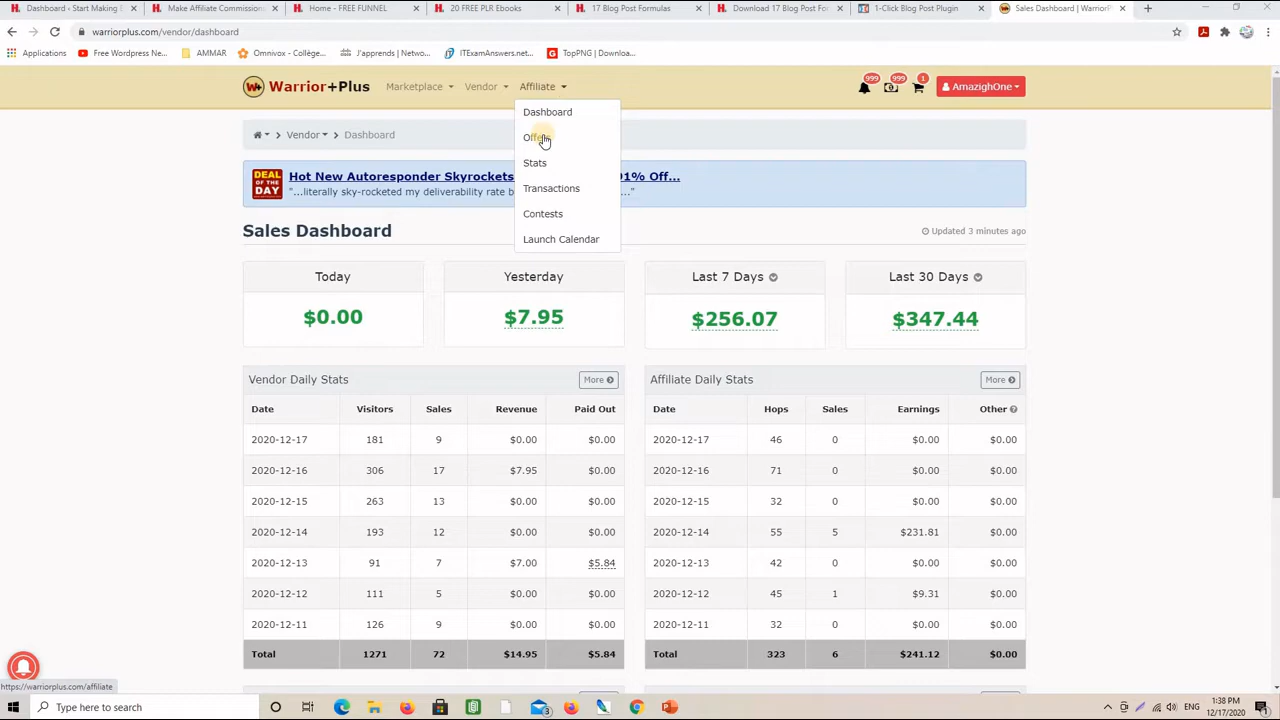 Dashboard - Start Making E
Make Affiliate Commissions
Home - FREE FUNNEL
20 FREE PLR Ebooks
17 Blog Post Formulas
Download 17 Blog Post Fo
1-Click Blog Post Plugin
Sales Dashboard | WarriorP
warriorplus.com/vendor/dashboard
Applications
Free Wordpress Ne...
AMMAR
Omnivox - Collège...
J'apprends | Netwo...
ITExamAnswers.net...
TopPNG | Downloa...
Warrior+Plus
Marketplace
Vendor
Affiliate
999
999
1
AmazighOne
Dashboard
Stats
Transactions
Contests
Launch Calendar
Vendor > Dashboard
DEAL OF THE DAY
Hot New Autoresponder Skyrockets
91% Off...
"...literally sky-rocketed my deliverability rate b
..."
Sales Dashboard
Updated 3 minutes ago
Today
Yesterday
Last 7 Days
Last 30 Days
$0.00
$7.95
$256.07
$347.44
Vendor Daily Stats
More
Date Visitors Sales Revenue Paid Out
2020-12-17 181 9 $0.00 $0.00
2020-12-16 306 17 $7.95 $0.00
2020-12-15 263 13 $0.00 $0.00
2020-12-14 193 12 $0.00 $0.00
2020-12-13 91 7 $7.00 $5.84
2020-12-12 111 5 $0.00 $0.00
2020-12-11 126 9 $0.00 $0.00
Total 1271 72 $14.95 $5.84
Affiliate Daily Stats
More
Date Hops Sales Earnings Other
2020-12-17 46 0 $0.00 $0.00
2020-12-16 71 0 $0.00 $0.00
2020-12-15 32 0 $0.00 $0.00
2020-12-14 55 5 $231.81 $0.00
2020-12-13 42 0 $0.00 $0.00
2020-12-12 45 1 $9.31 $0.00
2020-12-11 32 0 $0.00 $0.00
Total 323 6 $241.12 $0.00
https://warriorplus.com/affiliate
Type here to search
3
ENG
1:38 PM
12/17/2020
1